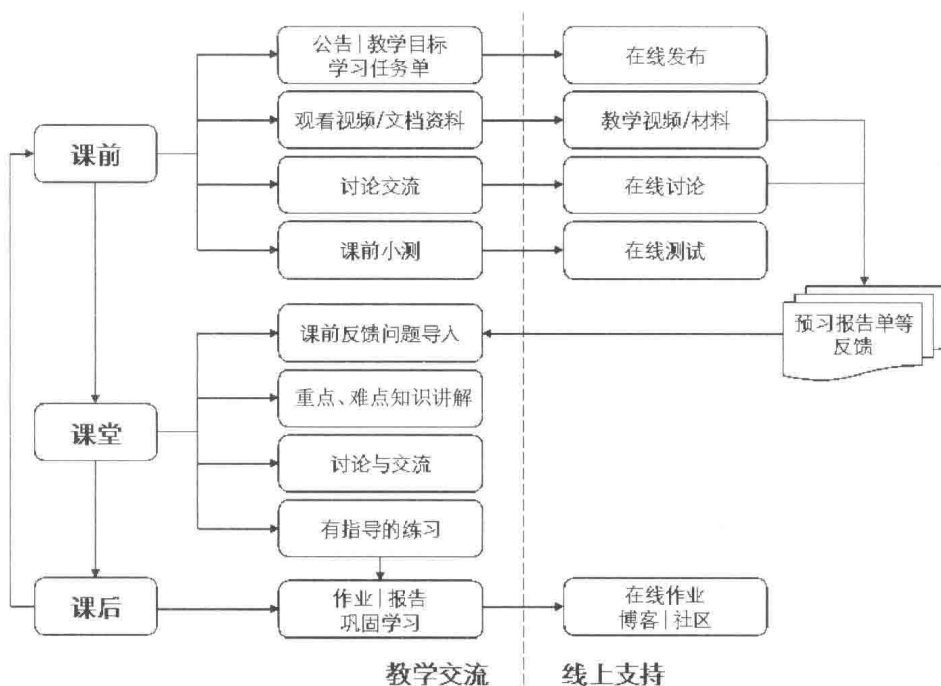 公告|教学目标
学习任务单
在线发布
观看视频/文档资料
教学视频/材料
课前
讨论交流
在线讨论
课前小测
在线测试
课前反馈问题导入
预习报告单等
反馈
重点、难点知识讲解
课堂
讨论与交流
有指导的练习
课后
作业|报告
巩固学习
在线作业
博客|社区
教学交流
线上支持